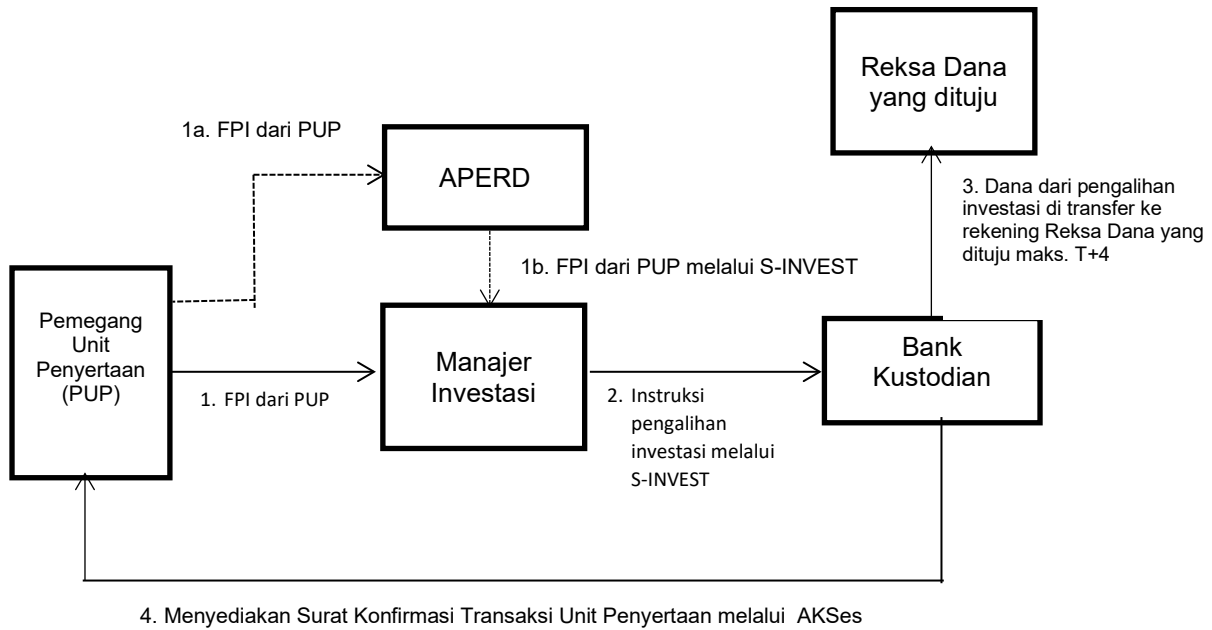 Reksa Dana
yang dituju
1a. FPI dari PUP
APERD
3. Dana dari pengalihan
investasi di transfer ke
rekening Reksa Dana yang
dituju maks. T+4
1b. FPI dari PUP melalui S-INVEST
Pemegang
Unit
Penyertaan
(PUP)
Manajer
Investasi
Bank
Kustodian
1. FPI dari PUP
2. Instruksi
pengalihan
investasi melalui
S-INVEST
4. Menyediakan Surat Konfirmasi Transaksi Unit Penyertaan melalui AKSes